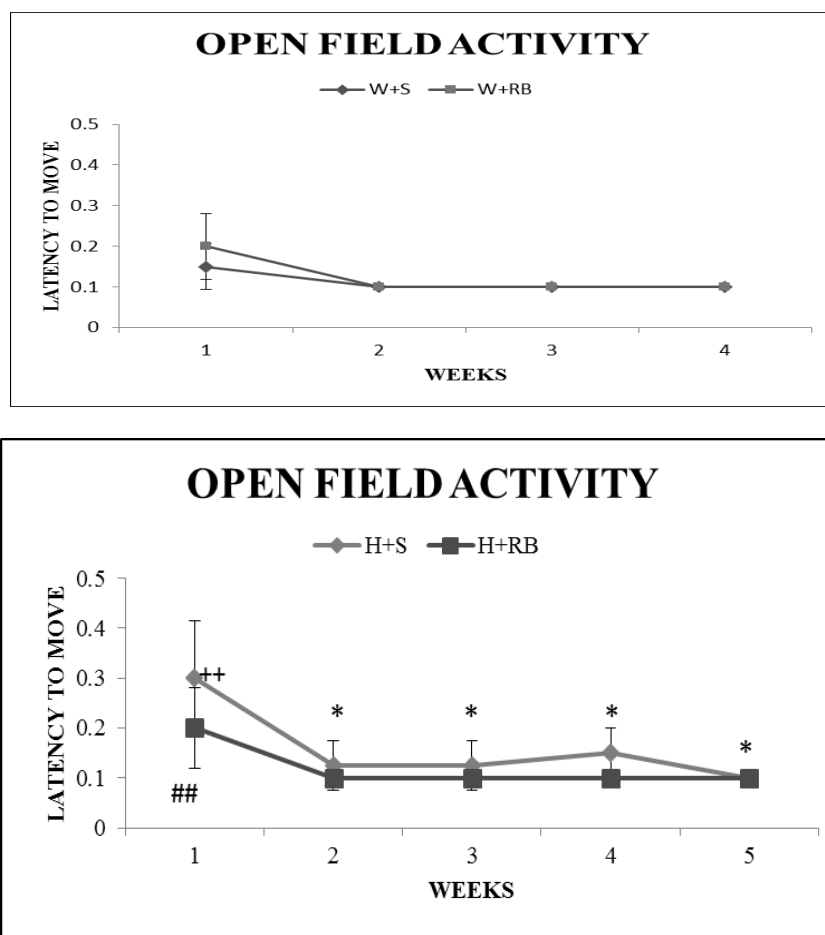 OPEN FIELD ACTIVITY
W+S W+RB
LATENCY TO MOVE
0.5
0.4
0.3
0.2
0.1
0
1 2 3 4
WEEKS
OPEN FIELD ACTIVITY
H+S H+RB
LATENCY TO MOVE
0.5
0.4
0.3
0.2
0.1
0
++
* * * *
##
1 2 3 4 5
WEEKS